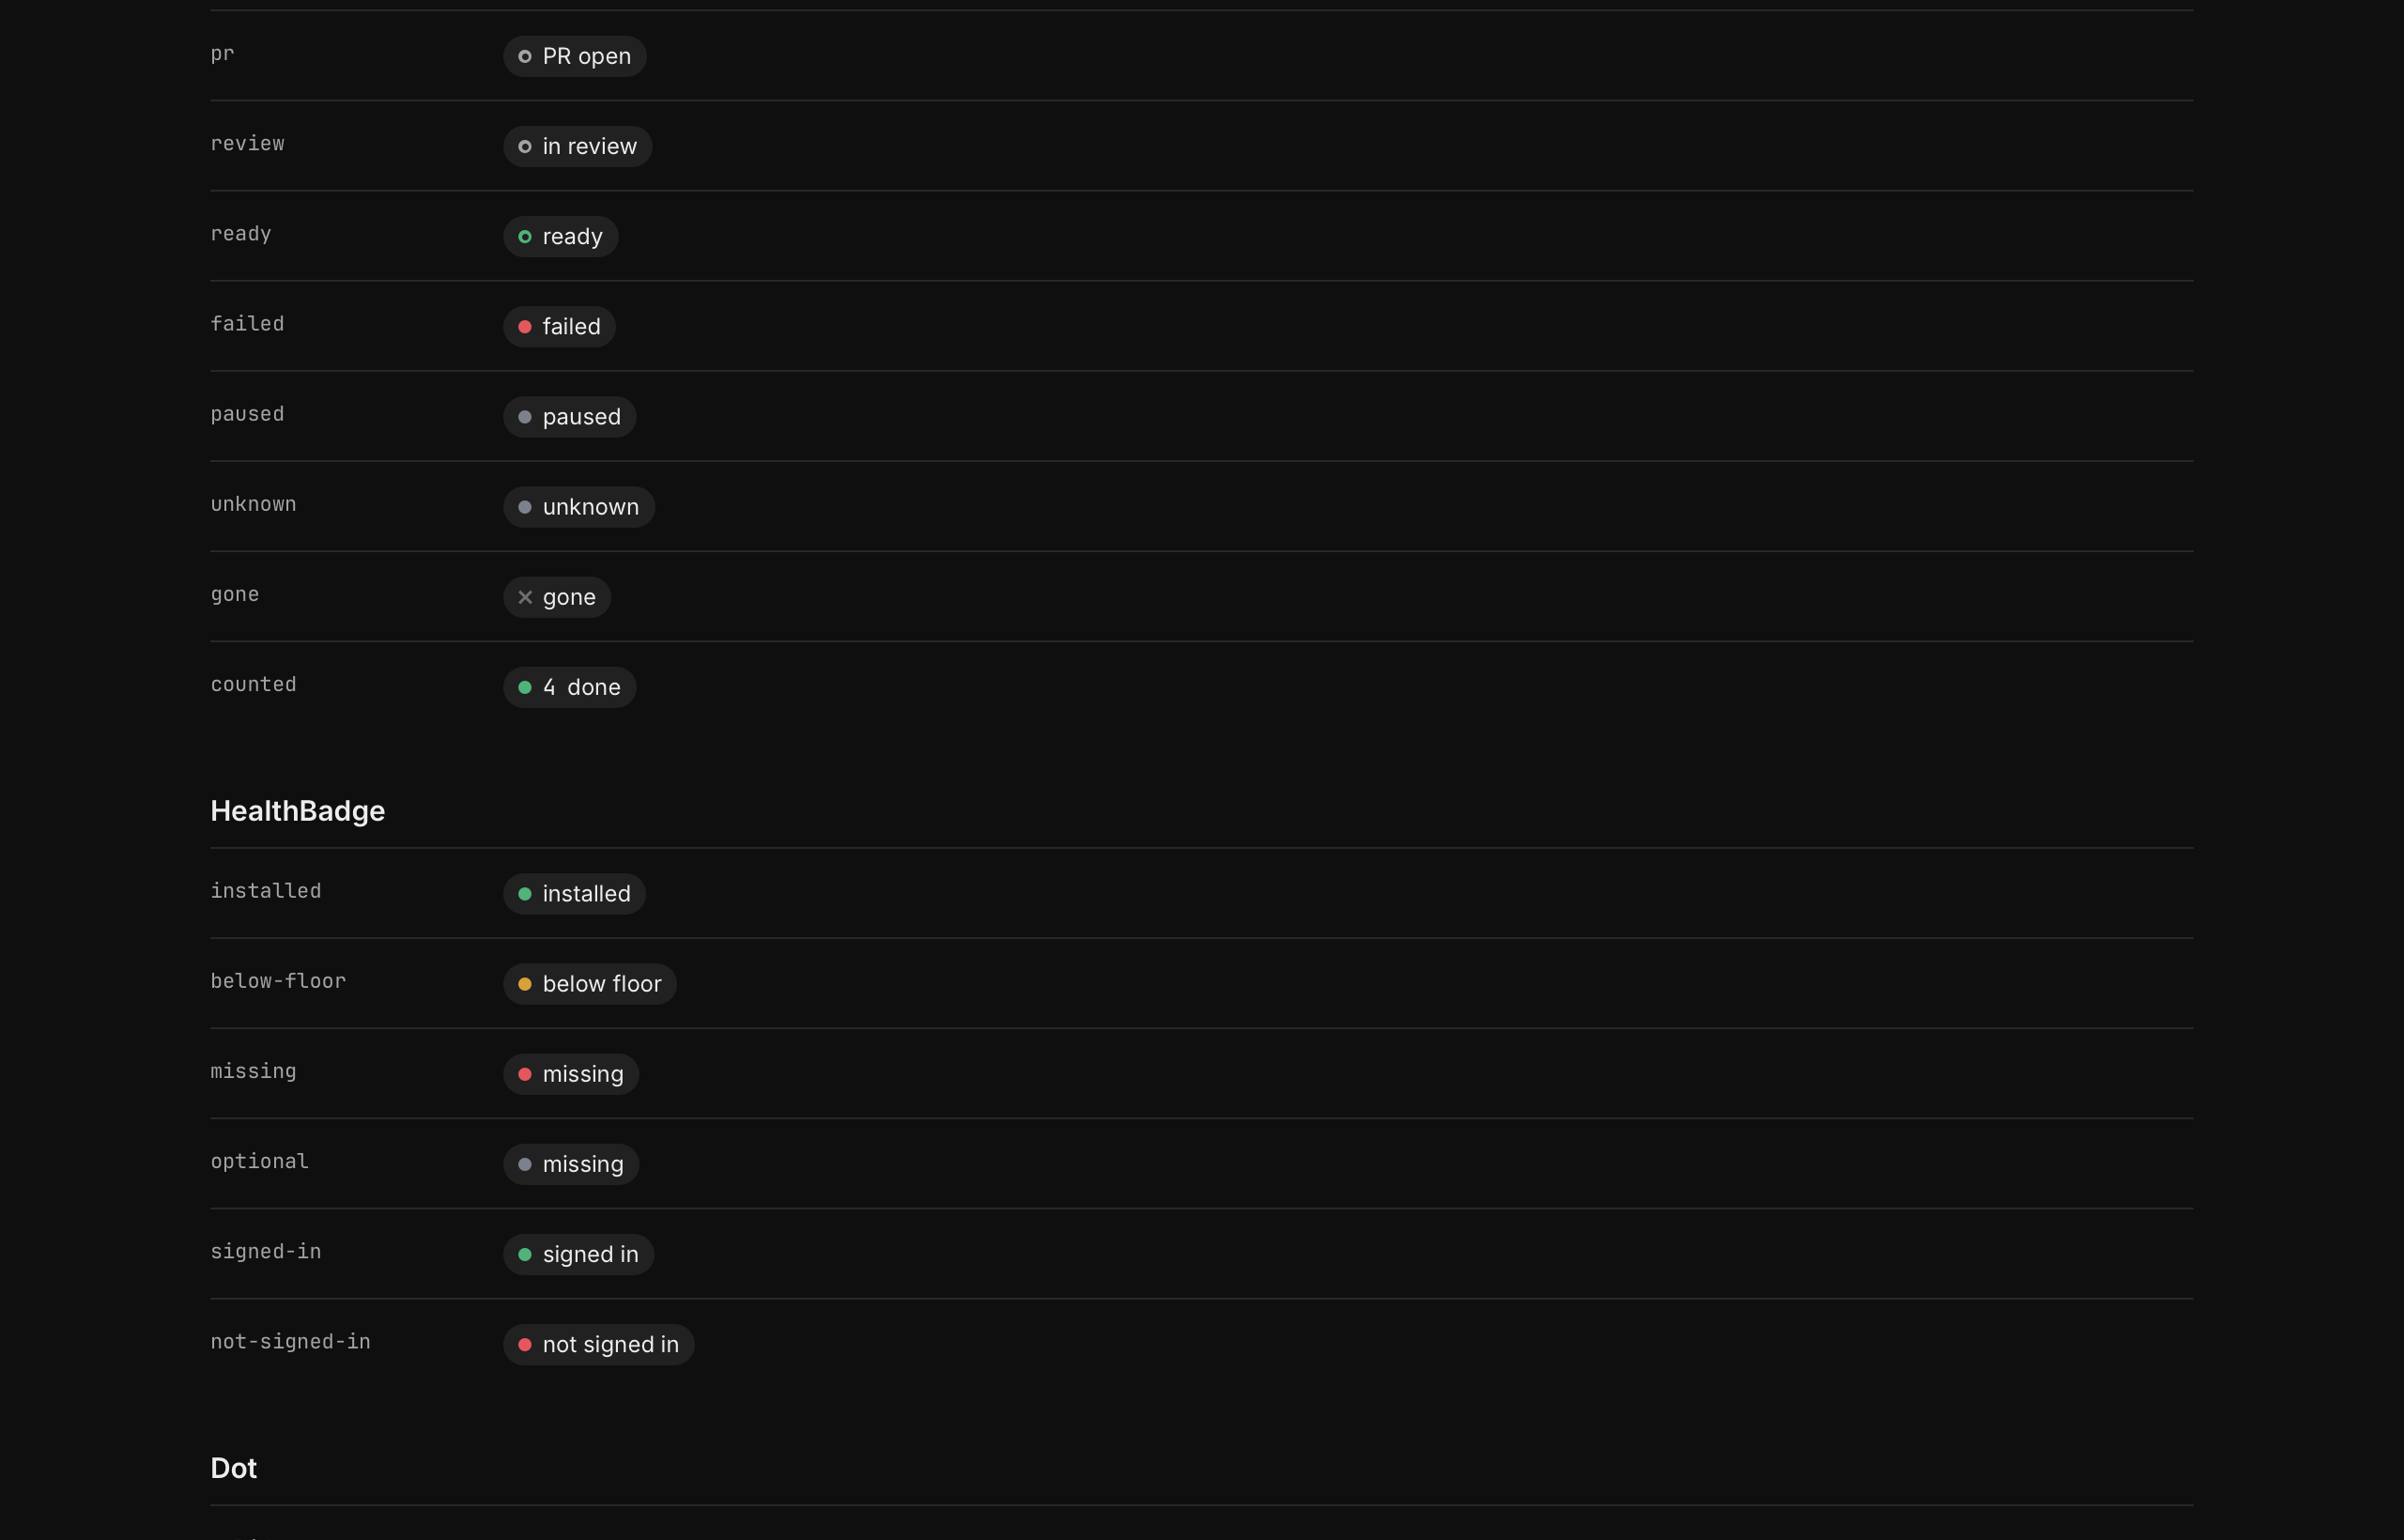 pr PR open
review in review
ready ready
failed failed
paused paused
unknown unknown
gone gone
counted 4 done
HealthBadge
installed installed
below-floor below floor
missing missing
optional missing
signed-in signed in
not-signed-in not signed in
Dot